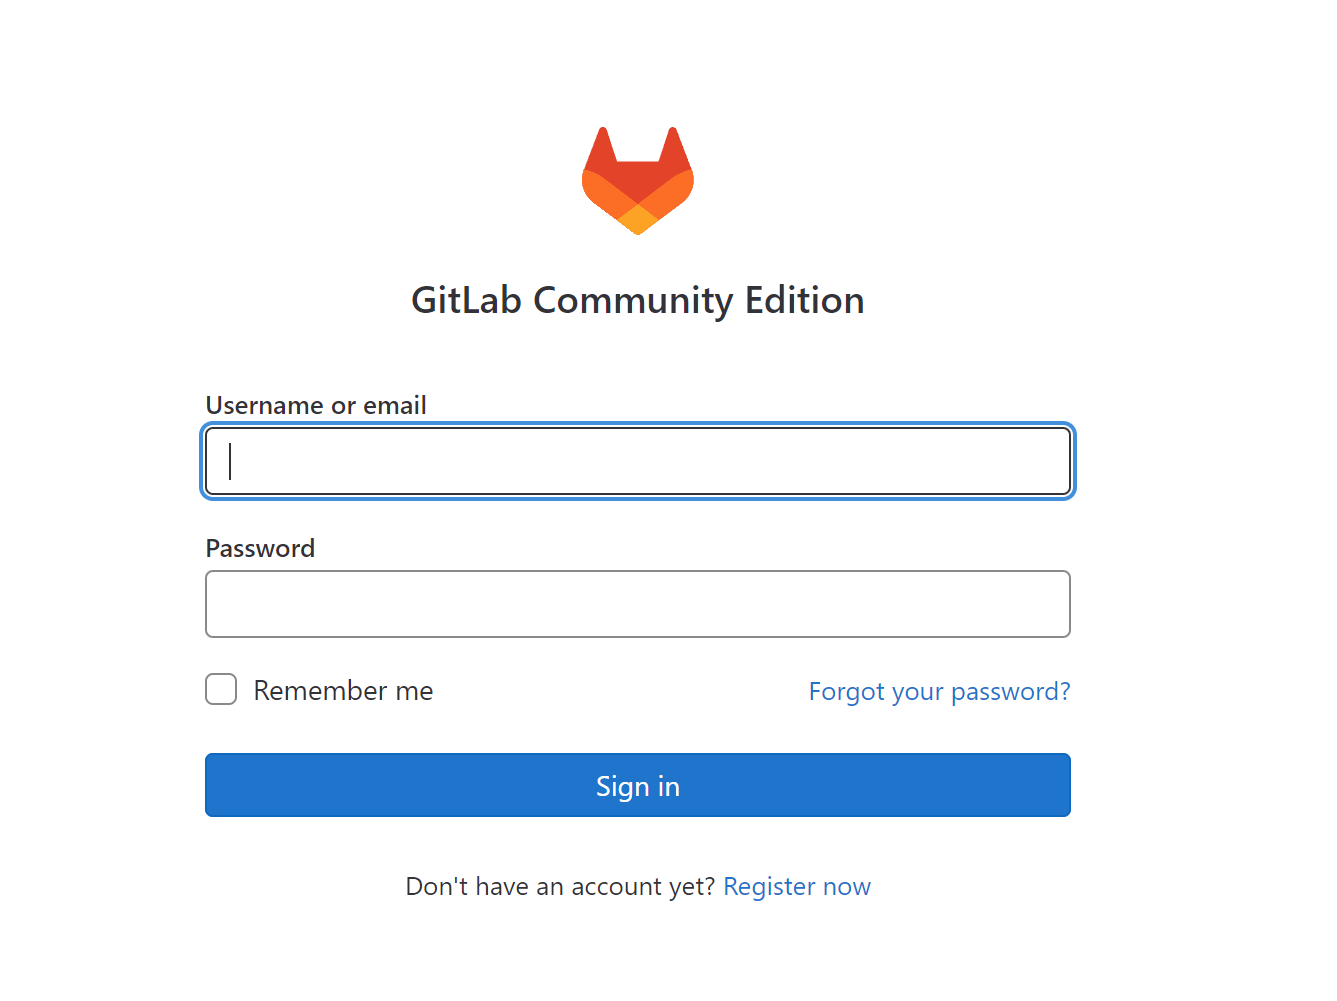 GitLab Community Edition
Username or email
Password
Remember me
Forgot your password?
Sign in
Don't have an account yet? Register now